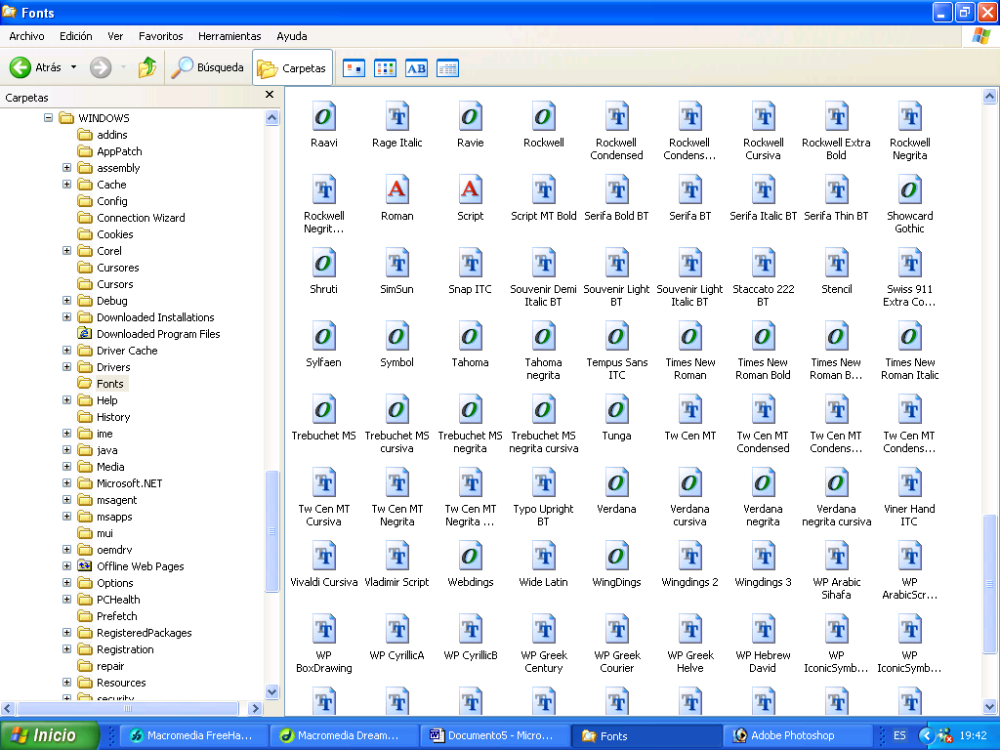 Fonts
Archivo Edición Ver Favoritos Herramientas Ayuda
Atrás Búsqueda Carpetas
Carpetas
WINDOWS
addins
AppPatch
assembly
Cache
Config
Connection Wizard
Cookies
Corel
Cursores
Cursors
Debug
Downloaded Installations
Downloaded Program Files
Driver Cache
Drivers
Fonts
Help
History
ime
java
Media
Microsoft.NET
msagent
msapps
mui
oemdrv
Offline Web Pages
Options
PCHealth
Prefetch
RegisteredPackages
Registration
repair
Resources
security
Raavi
Rage Italic
Ravie
Rockwell
Rockwell
Condensed
Rockwell
Condens...
Rockwell
Cursiva
Rockwell Extra
Bold
Rockwell
Negrita
Rockwell
Negrit...
Roman
Script
Script MT Bold
Serifa Bold BT
Serifa BT
Serifa Italic BT
Serifa Thin BT
Showcard
Gothic
Shruti
SimSun
Snap ITC
Souvenir Demi
Italic BT
Souvenir Light
BT
Souvenir Light
Italic BT
Staccato 222
BT
Stencil
Swiss 911
Extra Co...
Sylfaen
Symbol
Tahoma
Tahoma
negrita
Tempus Sans
ITC
Times New
Roman
Times New
Roman Bold
Times New
Roman B...
Times New
Roman Italic
Trebuchet MS
Trebuchet MS
cursiva
Trebuchet MS
negrita
Trebuchet MS
negrita cursiva
Tunga
Tw Cen MT
Tw Cen MT
Condensed
Tw Cen MT
Condens...
Tw Cen MT
Condens...
Tw Cen MT
Cursiva
Tw Cen MT
Negrita
Tw Cen MT
Negrita ...
Typo Upright
BT
Verdana
Verdana
cursiva
Verdana
negrita
Verdana
negrita cursiva
Viner Hand
ITC
Vivaldi Cursiva
Vladimir Script
Webdings
Wide Latin
WingDings
Wingdings 2
Wingdings 3
WP Arabic
Sihafa
WP
ArabicScr...
WP
BoxDrawing
WP CyrillicA
WP CyrillicB
WP Greek
Century
WP Greek
Courier
WP Greek
Helve
WP Hebrew
David
WP
IconicSymb...
WP
IconicSymb...
Inicio
Macromedia FreeHa...
Macromedia Dream...
Documento5 - Micro...
Fonts
Adobe Photoshop
ES
19:42